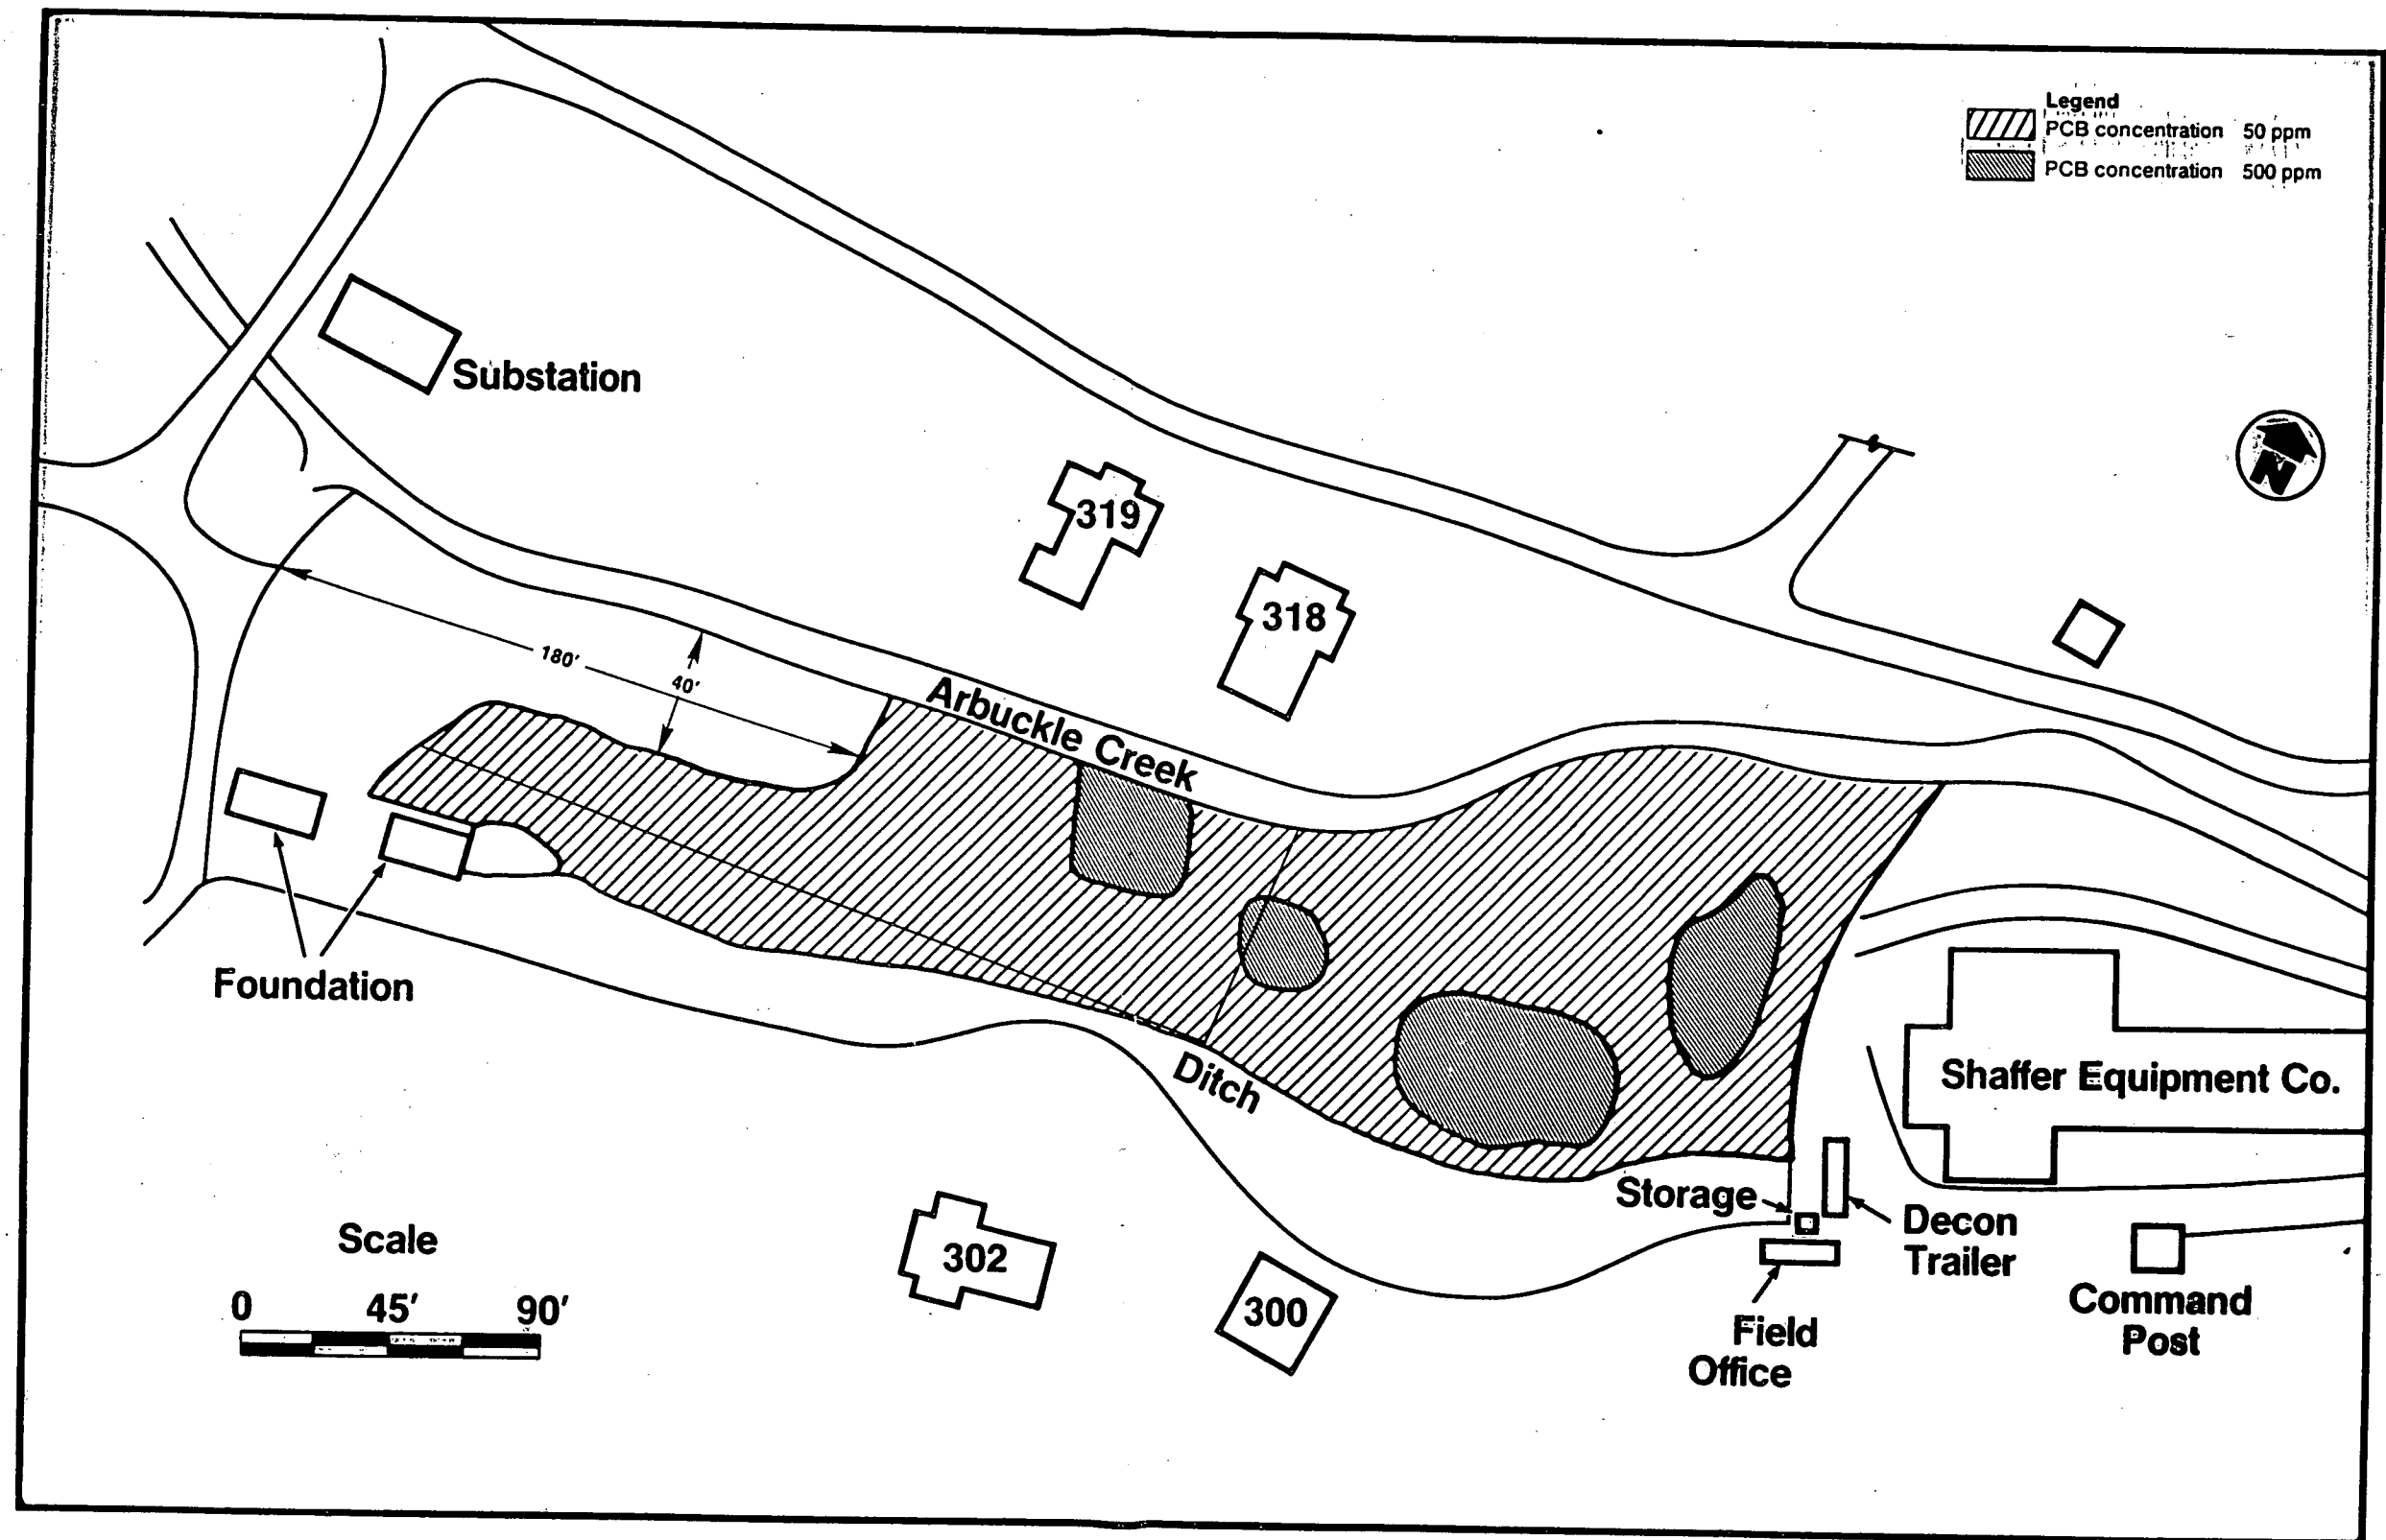 Legend
PCB concentration 50 ppm
PCB concentration 500 ppm
Substation
N
319
318
180'
40'
Arbuckle Creek
Foundation
Ditch
Shaffer Equipment Co.
Storage
Decon
Trailer
Scale
0 45' 90'
302
300
Field
Office
Command
Post